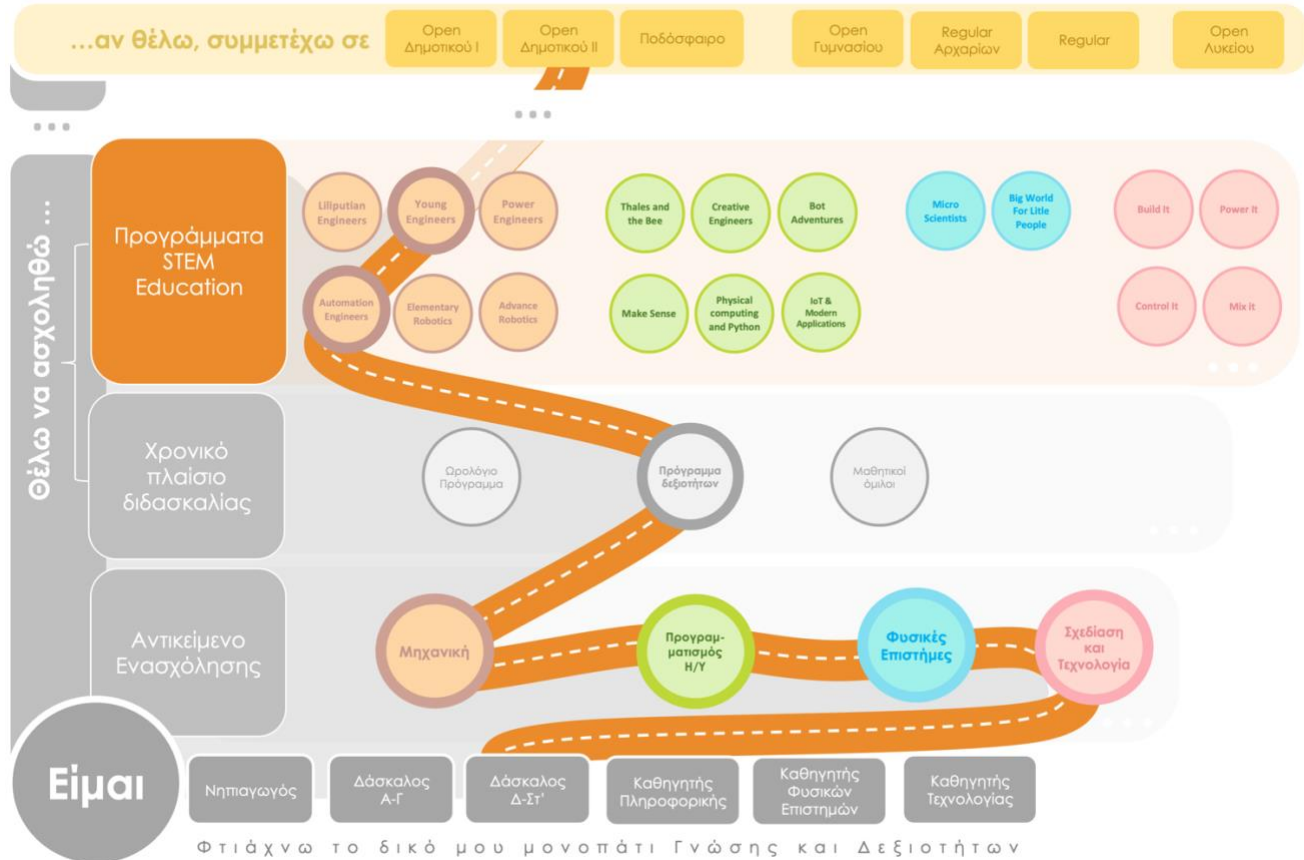 ...αν θέλω, συμμετέχω σε
Open
Δημοτικού Ι
Open
Δημοτικού ΙΙ
Ποδόσφαιρο
Open
Γυμνασίου
Regular
Αρχαρίων
Regular
Open
Λυκείου
Θέλω να ασχοληθώ ...
Προγράμματα
STEM
Education
Liliputian
Engineers
Young
Engineers
Power
Engineers
Thales and
the Bee
Creative
Engineers
Bot
Adventures
Micro
Scientists
Big World
For Litle
People
Build It
Power It
Automation
Engineers
Elementary
Robotics
Advance
Robotics
Make Sense
Physical
computing
and Python
IoT &
Modern
Applications
Control It
Mix it
Χρονικό
πλαίσιο
διδασκαλίας
Ωρολόγιο
Πρόγραμμα
Πρόγραμμα
δεξιοτήτων
Μαθητικοί
όμιλοι
Αντικείμενο
Ενασχόλησης
Μηχανική
Προγραμ-
ματισμός
Η/Υ
Φυσικές
Επιστήμες
Σχεδίαση
και
Τεχνολογία
Είμαι
Νηπιαγωγός
Δάσκαλος
Α-Γ
Δάσκαλος
Δ-Στ'
Καθηγητής
Πληροφορικής
Καθηγητής
Φυσικών
Επιστημών
Καθηγητής
Τεχνολογίας
Φτιάχνω το δικό μου μονοπάτι Γνώσης και Δεξιοτήτων